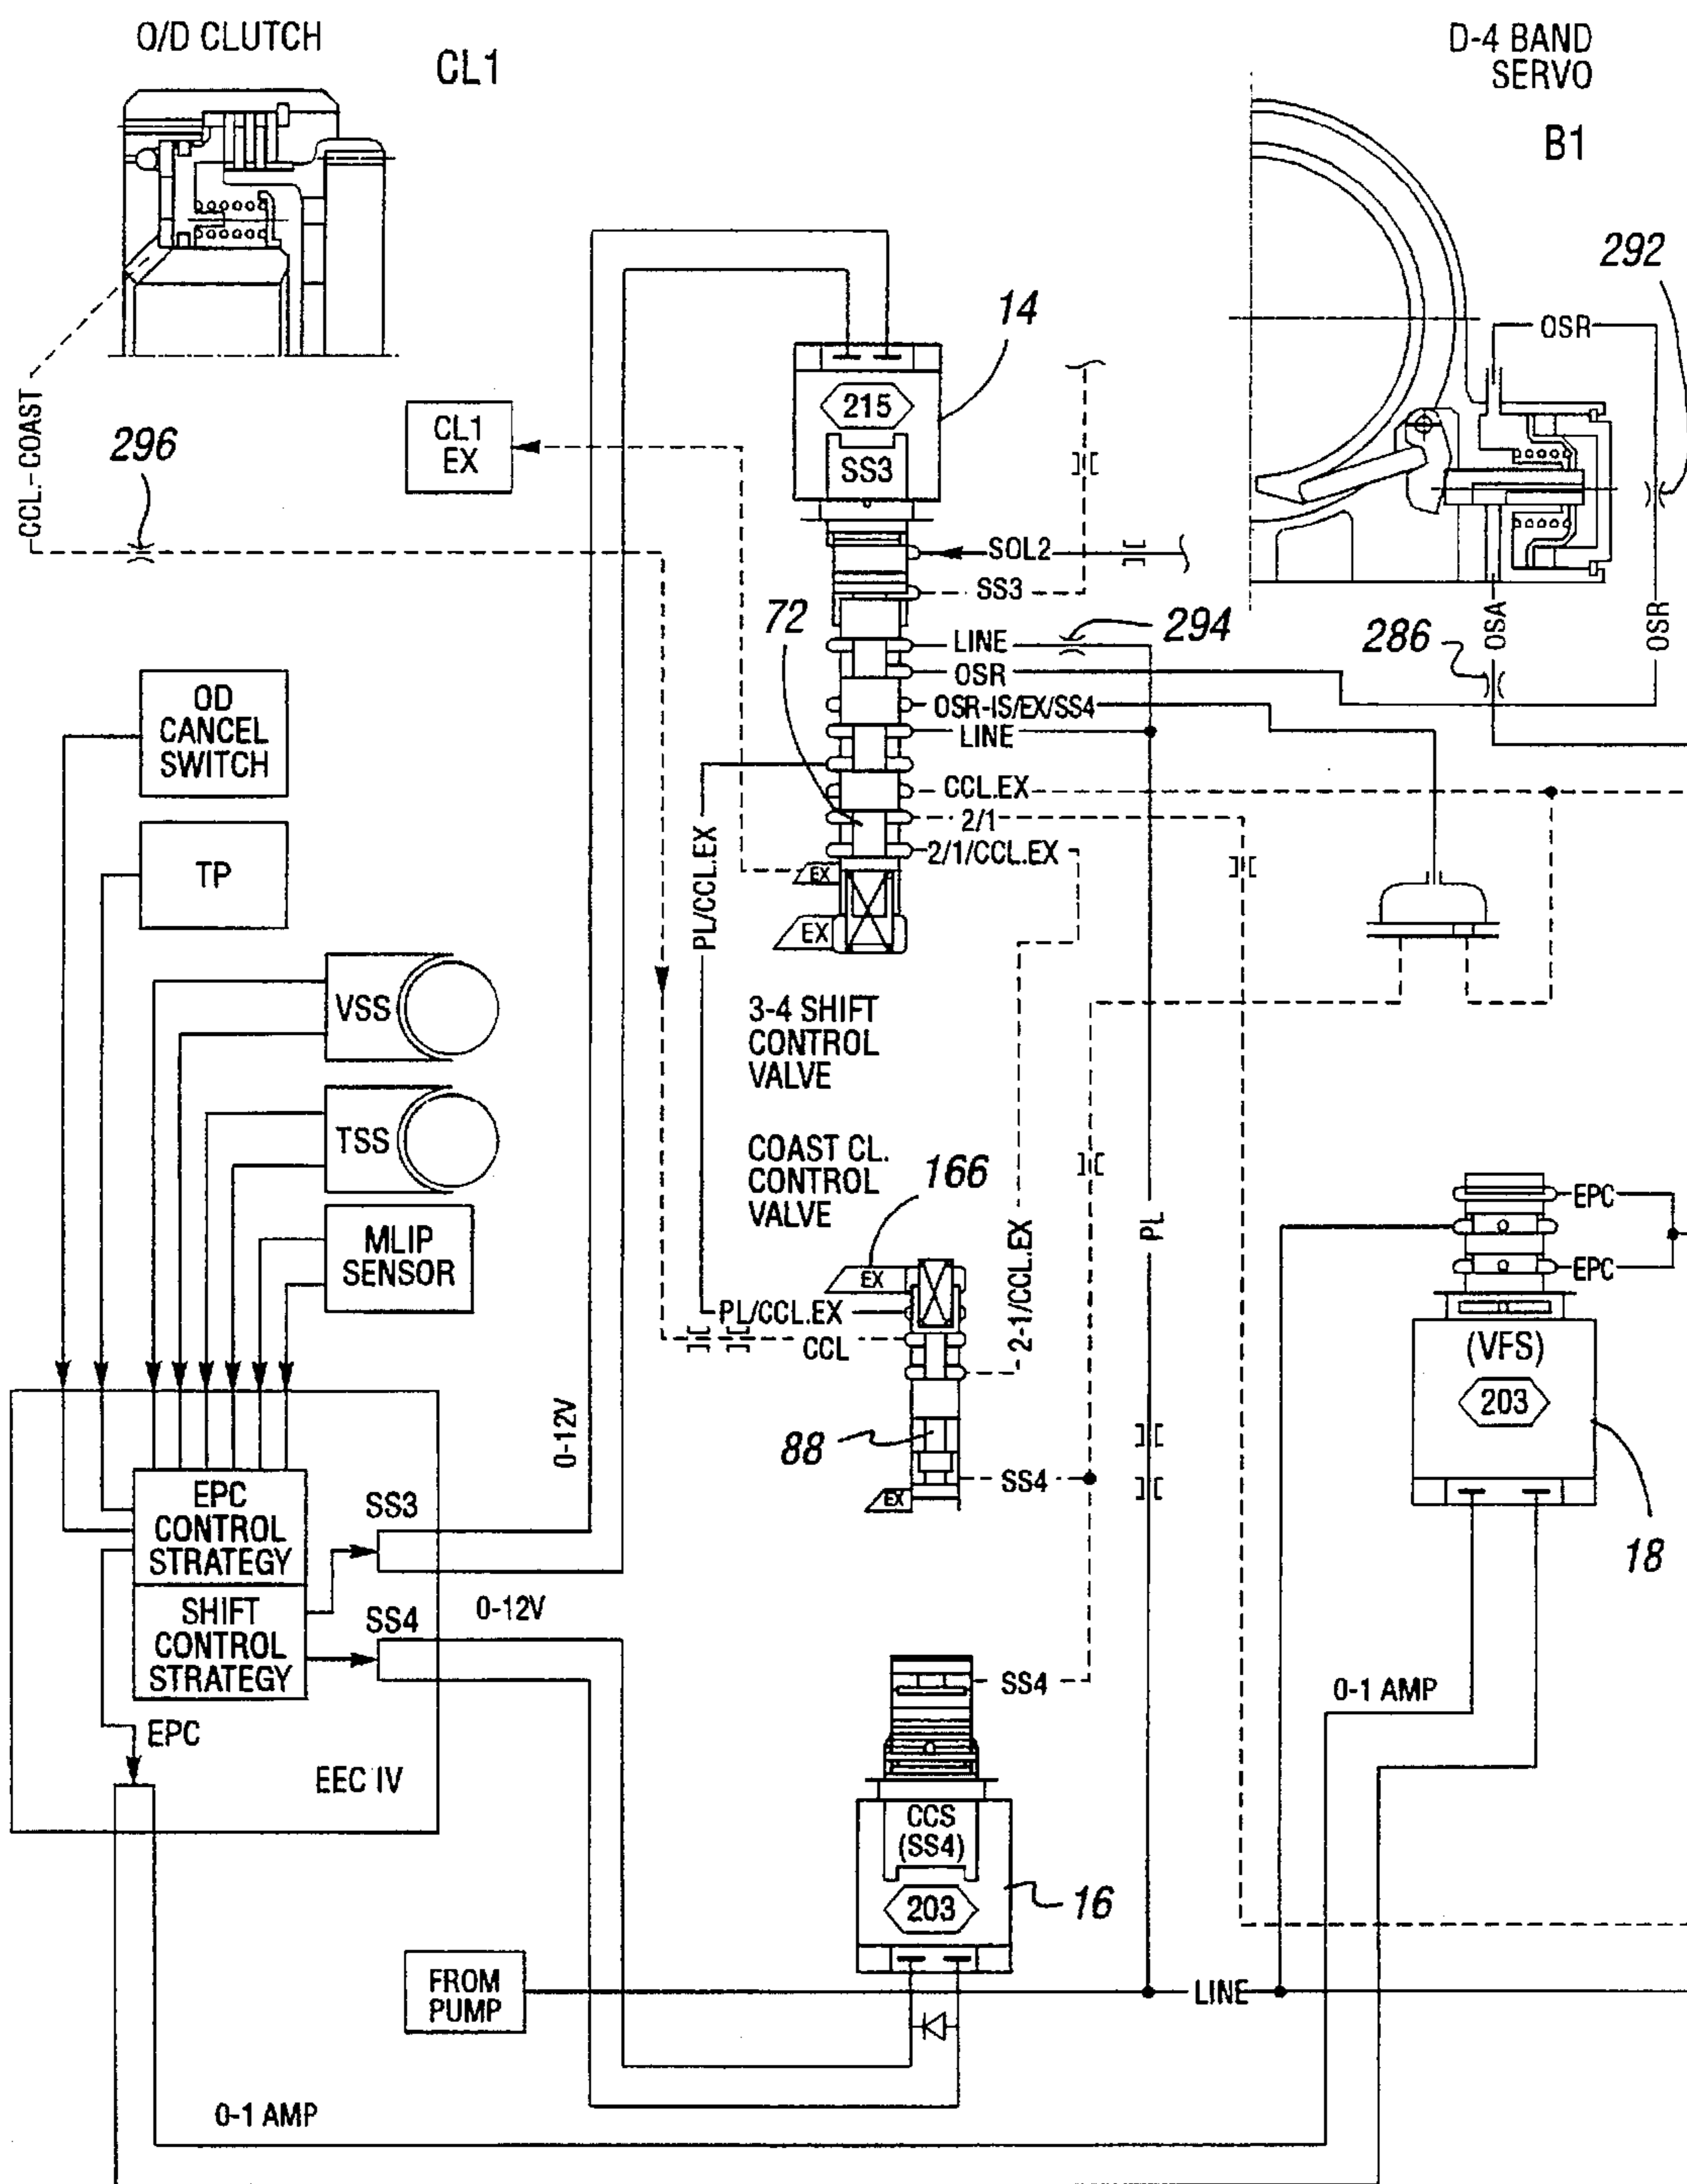 O/D CLUTCH
CL1
D-4 BAND
SERVO
B1
292
OSR
14
215
SS3
CL1
EX
296
CCL.-COAST
SOL2
SS3
72
294
LINE
OSR
OSR-IS/EX/SS4
LINE
286
OSA
OSR
OD
CANCEL
SWITCH
CCL.EX
2/1
2/1/CCL.EX
PL/CCL.EX
EX
EX
TP
VSS
3-4 SHIFT
CONTROL
VALVE
TSS
COAST CL.
CONTROL
VALVE
166
MLIP
SENSOR
EX
PL/CCL.EX
CCL
2-1/CCL.EX
PL
EPC
EPC
(VFS)
203
18
88
SS4
EX
0-12V
EPC
CONTROL
STRATEGY
SS3
SHIFT
CONTROL
STRATEGY
SS4
0-12V
EPC
EEC IV
SS4
0-1 AMP
CCS
(SS4)
203
16
FROM
PUMP
LINE
0-1 AMP